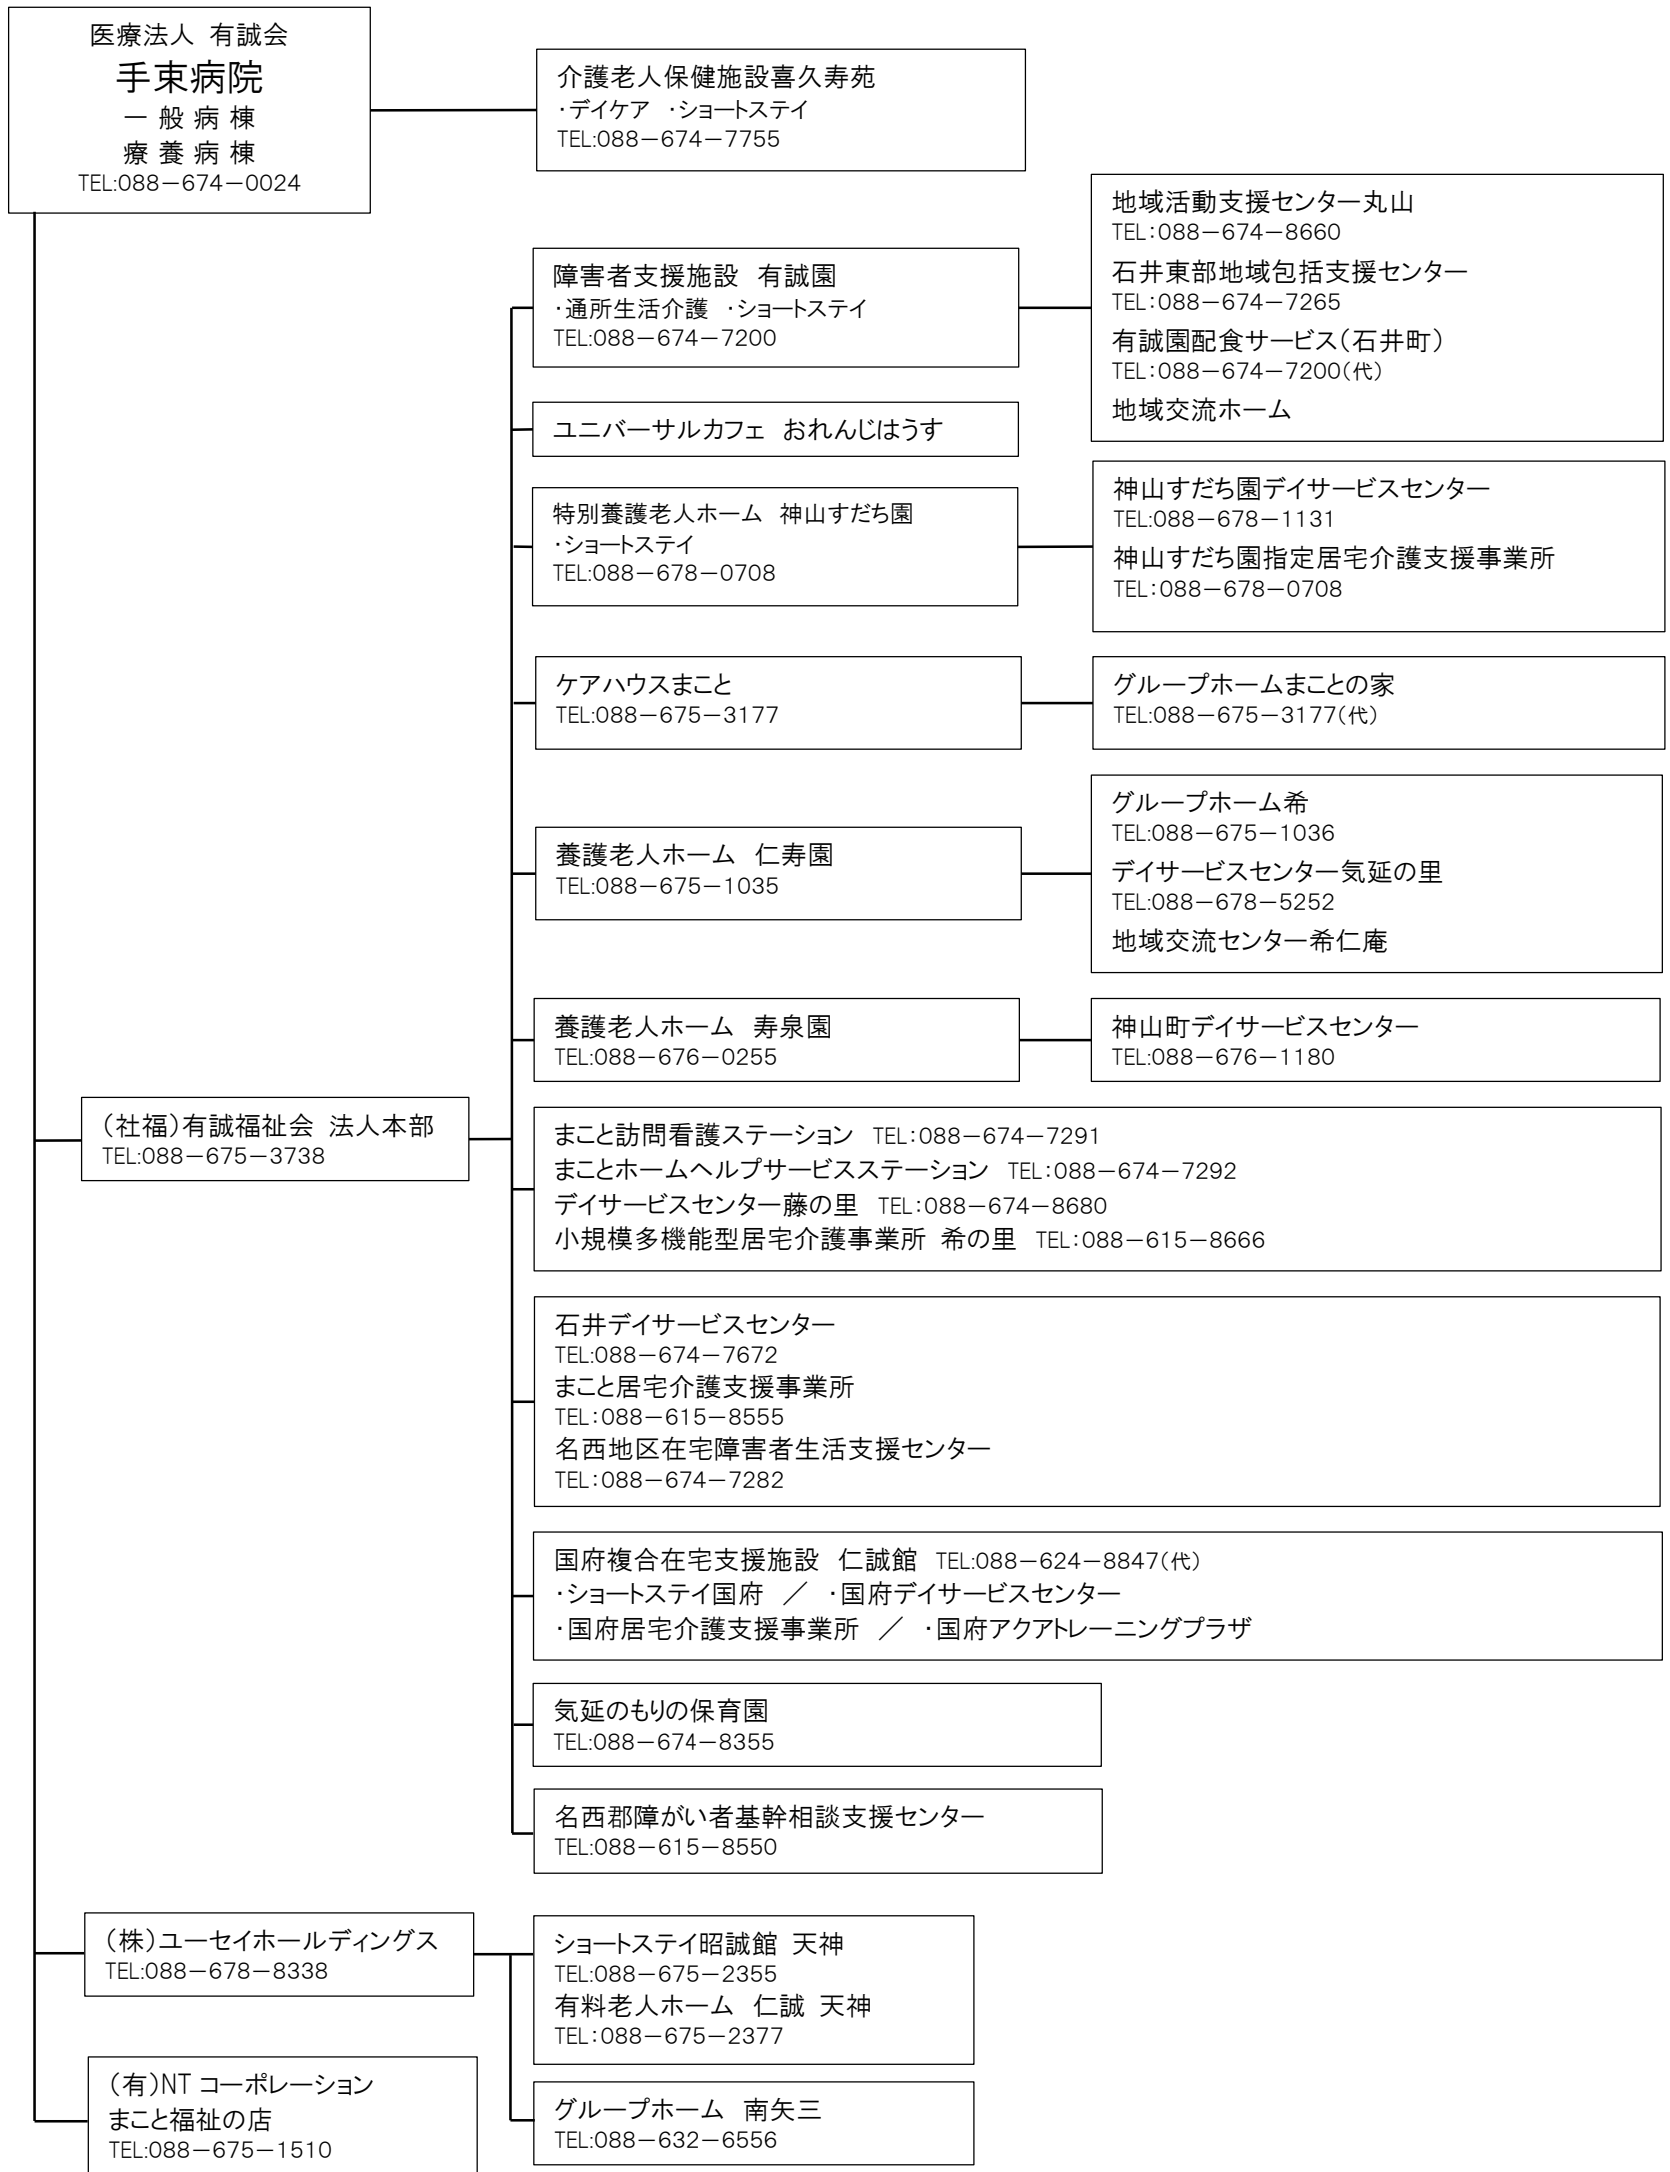 医療法人 有誠会
手束病院
一 般 病 棟
療 養 病 棟
TEL:088－674－0024
介護老人保健施設喜久寿苑
・デイケア　・ショートステイ
TEL:088－674－7755
障害者支援施設　有誠園
・通所生活介護　・ショートステイ
TEL:088－674－7200
地域活動支援センター丸山
TEL：088－674－8660
石井東部地域包括支援センター
TEL：088－674－7265
有誠園配食サービス（石井町）
TEL：088－674－7200（代）
地域交流ホーム
ユニバーサルカフェ　おれんじはうす
特別養護老人ホーム　神山すだち園
・ショートステイ
TEL:088－678－0708
神山すだち園デイサービスセンター
TEL:088－678－1131
神山すだち園指定居宅介護支援事業所
TEL：088－678－0708
ケアハウスまこと
TEL:088－675－3177
グループホームまことの家
TEL:088－675－3177（代）
養護老人ホーム　仁寿園
TEL:088－675－1035
グループホーム希
TEL:088－675－1036
デイサービスセンター気延の里
TEL:088－678－5252
地域交流センター希仁庵
養護老人ホーム　寿泉園
TEL:088－676－0255
神山町デイサービスセンター
TEL:088－676－1180
（社福）有誠福祉会 法人本部
TEL:088－675－3738
まこと訪問看護ステーション　TEL：088－674－7291
まことホームヘルプサービスステーション　TEL：088－674－7292
デイサービスセンター藤の里　TEL：088－674－8680
小規模多機能型居宅介護事業所 希の里　TEL：088－615－8666
石井デイサービスセンター
TEL:088－674－7672
まこと居宅介護支援事業所
TEL：088－615－8555
名西地区在宅障害者生活支援センター
TEL：088－674－7282
国府複合在宅支援施設　仁誠館　TEL:088－624－8847（代）
・ショートステイ国府　／　・国府デイサービスセンター
・国府居宅介護支援事業所　／　・国府アクアトレーニングプラザ
気延のもりの保育園
TEL:088－674－8355
名西郡障がい者基幹相談支援センター
TEL:088－615－8550
（株）ユーセイホールディングス
TEL:088－678－8338
ショートステイ昭誠館 天神
TEL:088－675－2355
有料老人ホーム　仁誠 天神
TEL：088－675－2377
（有）NT コーポレーション
まこと福祉の店
TEL:088－675－1510
グループホーム　南矢三
TEL:088－632－6556